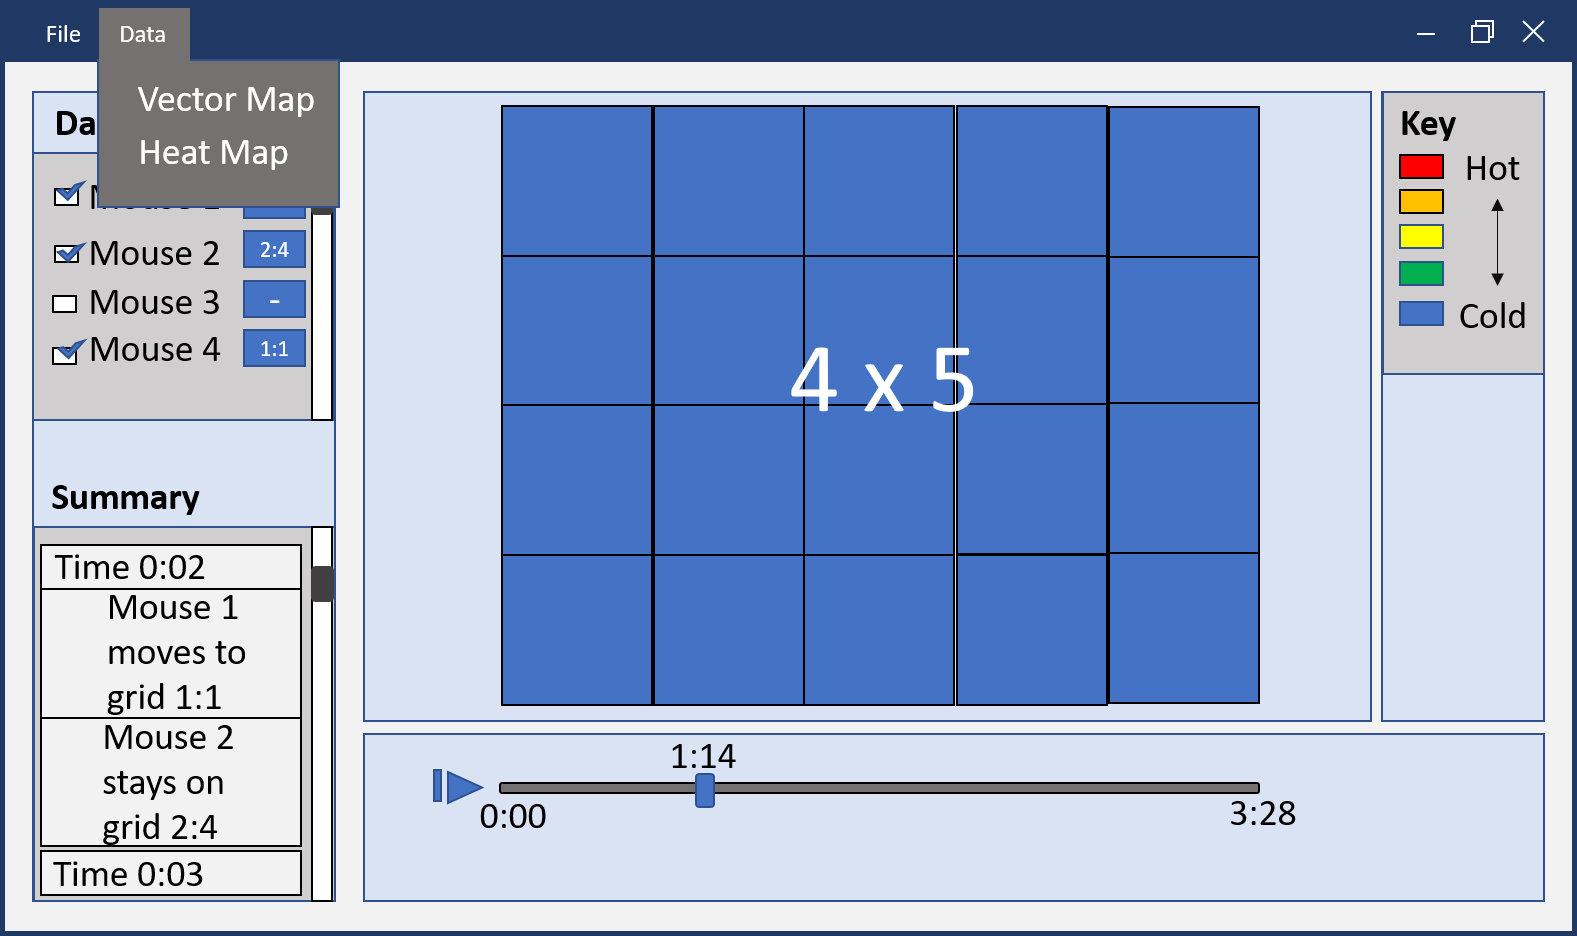 File Data
Vector Map
Heat Map
Da
Mouse 2 2:4
Mouse 3 -
Mouse 4 1:1
Summary
Time 0:02
Mouse 1
moves to
grid 1:1
Mouse 2
stays on
grid 2:4
Time 0:03
4 x 5
Key
Hot
Cold
1:14
0:00
3:28